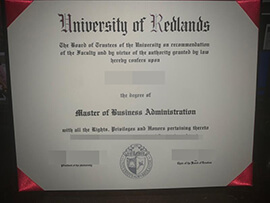 University of Redlands
The Board of Trustees of the University on recommendation
of the Faculty and by virtue of the authority granted by law
hereby confers upon
the degree of
Master of Business Administration
with all the Rights, Privileges and Honors pertaining thereto